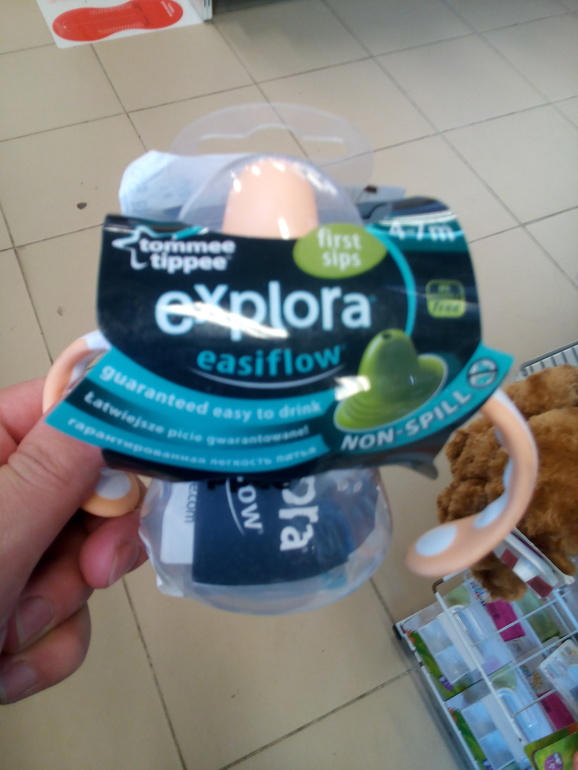 tommee
tippee
first
sips
4-7m
free
explora
easiflow
guaranteed easy to drink
Łatwiejsze picie gwarantowane!
гарантированная легкость питья
NON-SPILL